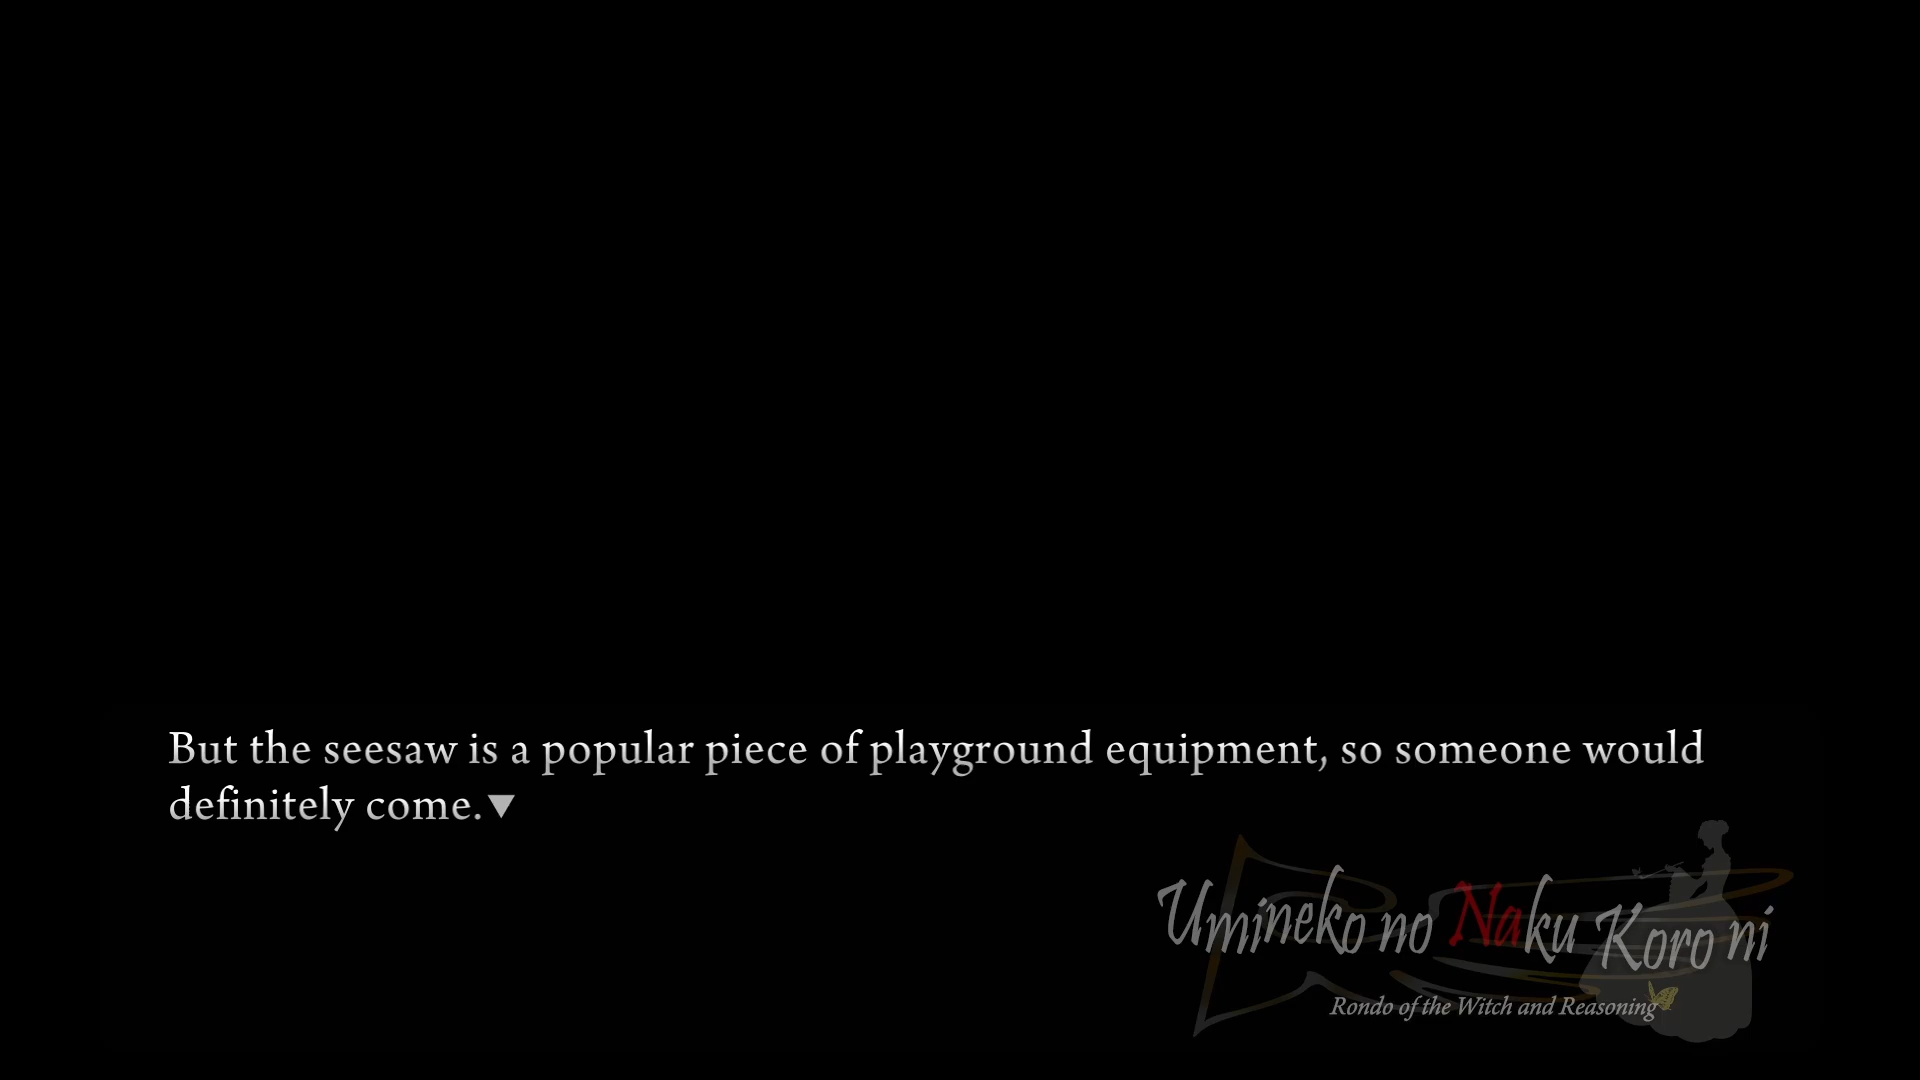 But the seesaw is a popular piece of playground equipment, so someone would
definitely come.▼
Umineko no Naku Koro ni
Rondo of the Witch and Reasoning